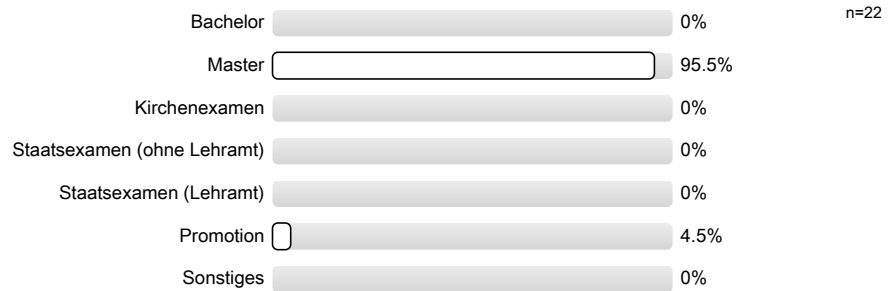 Bachelor 0% n=22
Master 95.5%
Kirchenexamen 0%
Staatsexamen (ohne Lehramt) 0%
Staatsexamen (Lehramt) 0%
Promotion 4.5%
Sonstiges 0%